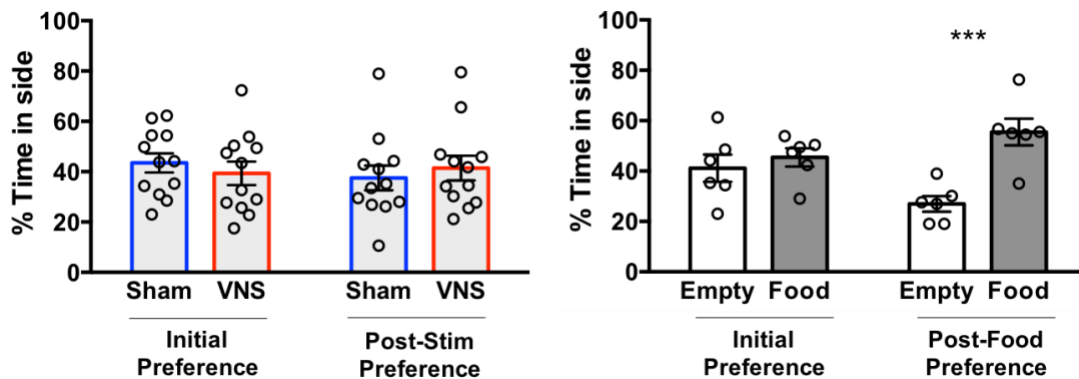 % Time in side
100
80
60
40
20
0
Sham VNS Sham VNS
Initial Preference
Post-Stim Preference
% Time in side
100
80
60
40
20
0
***
Empty Food Empty Food
Initial Preference
Post-Food Preference